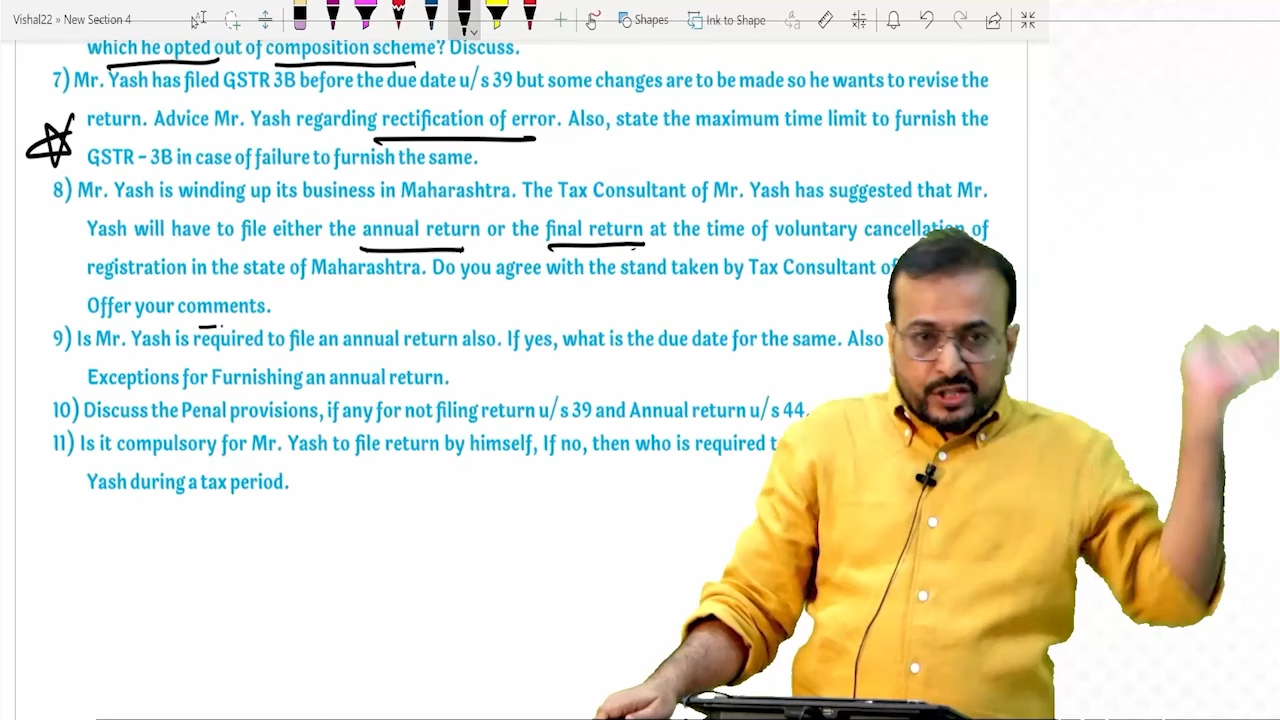 Vishal22 » New Section 4
Shapes
Ink to Shape
which he opted out of composition scheme? Discuss.
7) Mr. Yash has filed GSTR 3B before the due date u/s 39 but some changes are to be made so he wants to revise the
return. Advice Mr. Yash regarding rectification of error. Also, state the maximum time limit to furnish the
GSTR - 3B in case of failure to furnish the same.
8) Mr. Yash is winding up its business in Maharashtra. The Tax Consultant of Mr. Yash has suggested that Mr.
Yash will have to file either the annual return or the final return at the time of voluntary cancellation of
registration in the state of Maharashtra. Do you agree with the stand taken by Tax Consultant of
Offer your comments.
9) Is Mr. Yash is required to file an annual return also. If yes, what is the due date for the same. Also
Exceptions for Furnishing an annual return.
10) Discuss the Penal provisions, if any for not filing return u/s 39 and Annual return u/s 44.
11) Is it compulsory for Mr. Yash to file return by himself, If no, then who is required
Yash during a tax period.